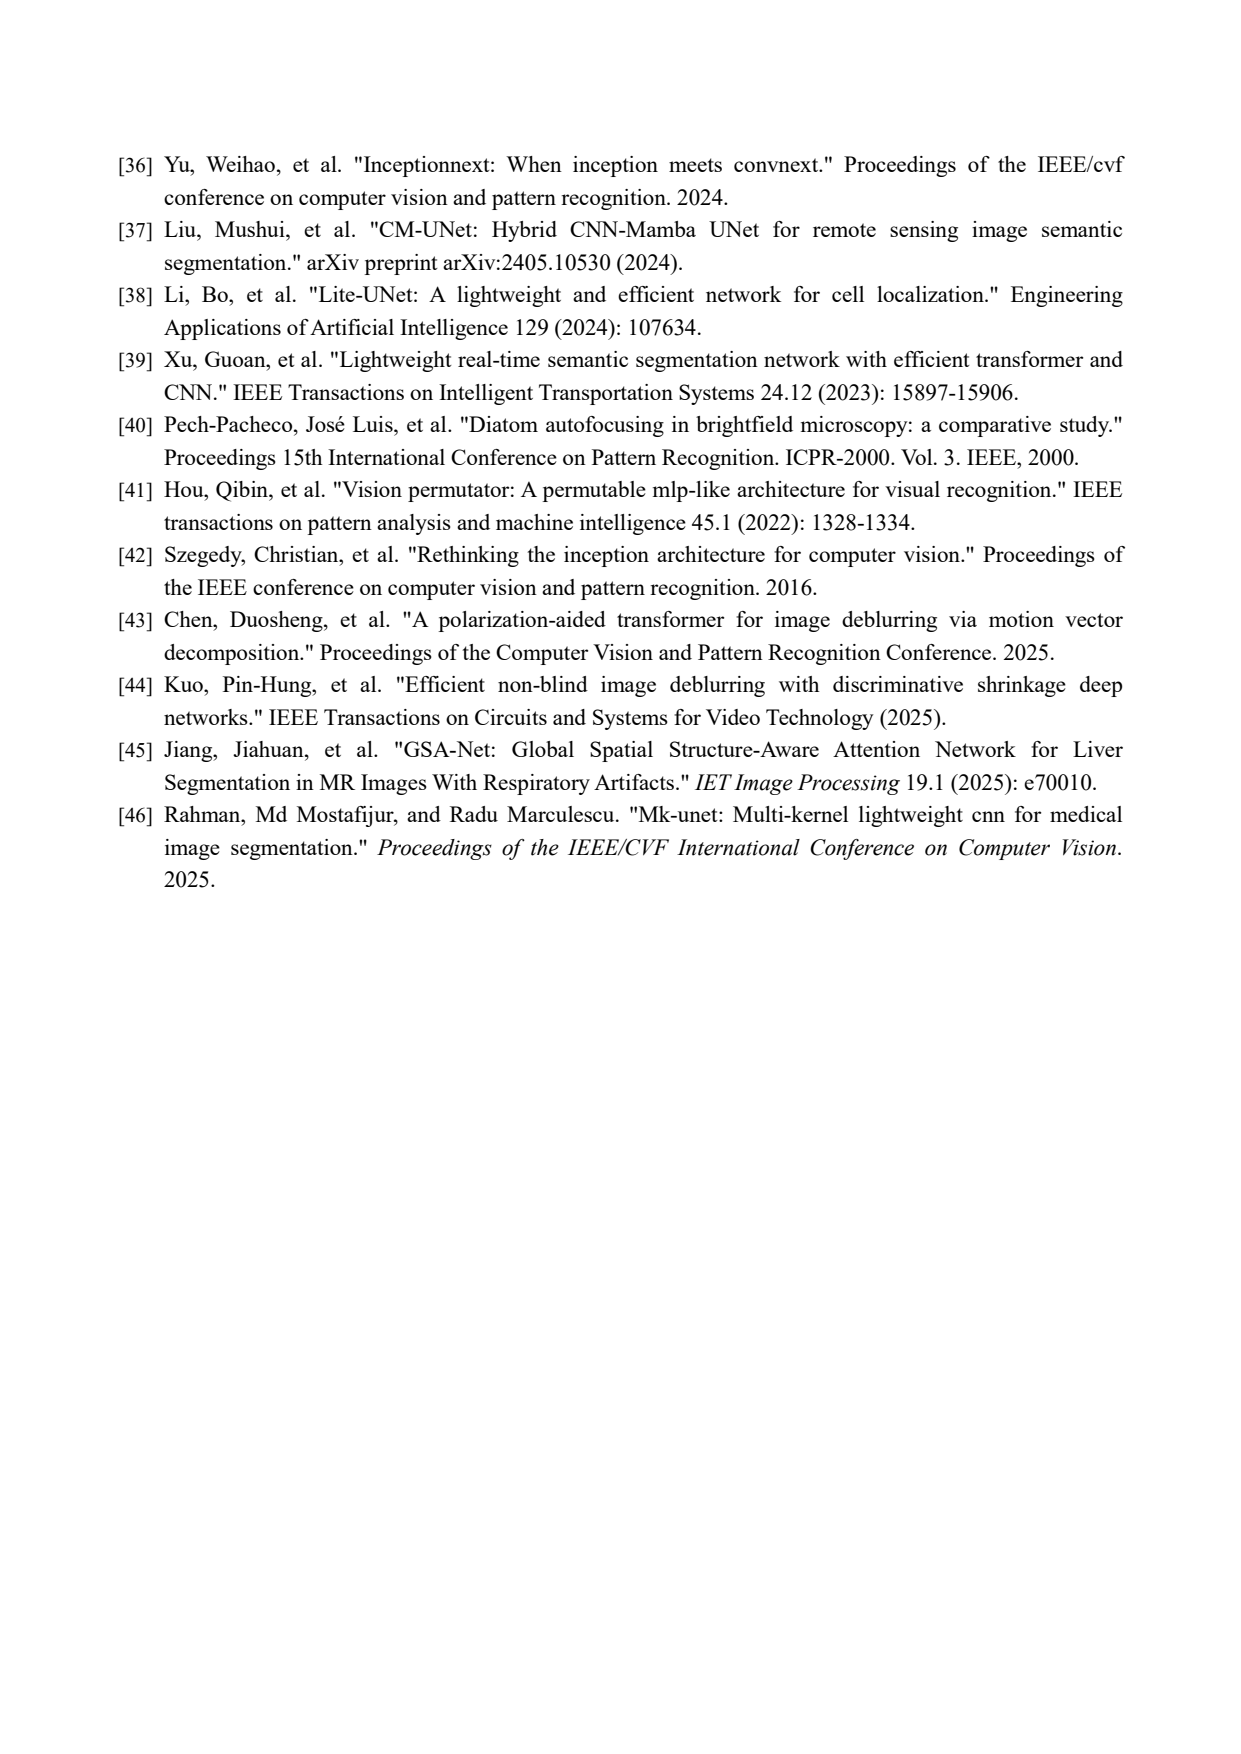 [36] Yu, Weihao, et al. "Inceptionnext: When inception meets convnext." Proceedings of the IEEE/cvf
conference on computer vision and pattern recognition. 2024.
[37] Liu, Mushui, et al. "CM-UNet: Hybrid CNN-Mamba UNet for remote sensing image semantic
segmentation." arXiv preprint arXiv:2405.10530 (2024).
[38] Li, Bo, et al. "Lite-UNet: A lightweight and efficient network for cell localization." Engineering
Applications of Artificial Intelligence 129 (2024): 107634.
[39] Xu, Guoan, et al. "Lightweight real-time semantic segmentation network with efficient transformer and
CNN." IEEE Transactions on Intelligent Transportation Systems 24.12 (2023): 15897-15906.
[40] Pech-Pacheco, José Luis, et al. "Diatom autofocusing in brightfield microscopy: a comparative study."
Proceedings 15th International Conference on Pattern Recognition. ICPR-2000. Vol. 3. IEEE, 2000.
[41] Hou, Qibin, et al. "Vision permutator: A permutable mlp-like architecture for visual recognition." IEEE
transactions on pattern analysis and machine intelligence 45.1 (2022): 1328-1334.
[42] Szegedy, Christian, et al. "Rethinking the inception architecture for computer vision." Proceedings of
the IEEE conference on computer vision and pattern recognition. 2016.
[43] Chen, Duosheng, et al. "A polarization-aided transformer for image deblurring via motion vector
decomposition." Proceedings of the Computer Vision and Pattern Recognition Conference. 2025.
[44] Kuo, Pin-Hung, et al. "Efficient non-blind image deblurring with discriminative shrinkage deep
networks." IEEE Transactions on Circuits and Systems for Video Technology (2025).
[45] Jiang, Jiahuan, et al. "GSA-Net: Global Spatial Structure-Aware Attention Network for Liver
Segmentation in MR Images With Respiratory Artifacts." IET Image Processing 19.1 (2025): e70010.
[46] Rahman, Md Mostafijur, and Radu Marculescu. "Mk-unet: Multi-kernel lightweight cnn for medical
image segmentation." Proceedings of the IEEE/CVF International Conference on Computer Vision.
2025.